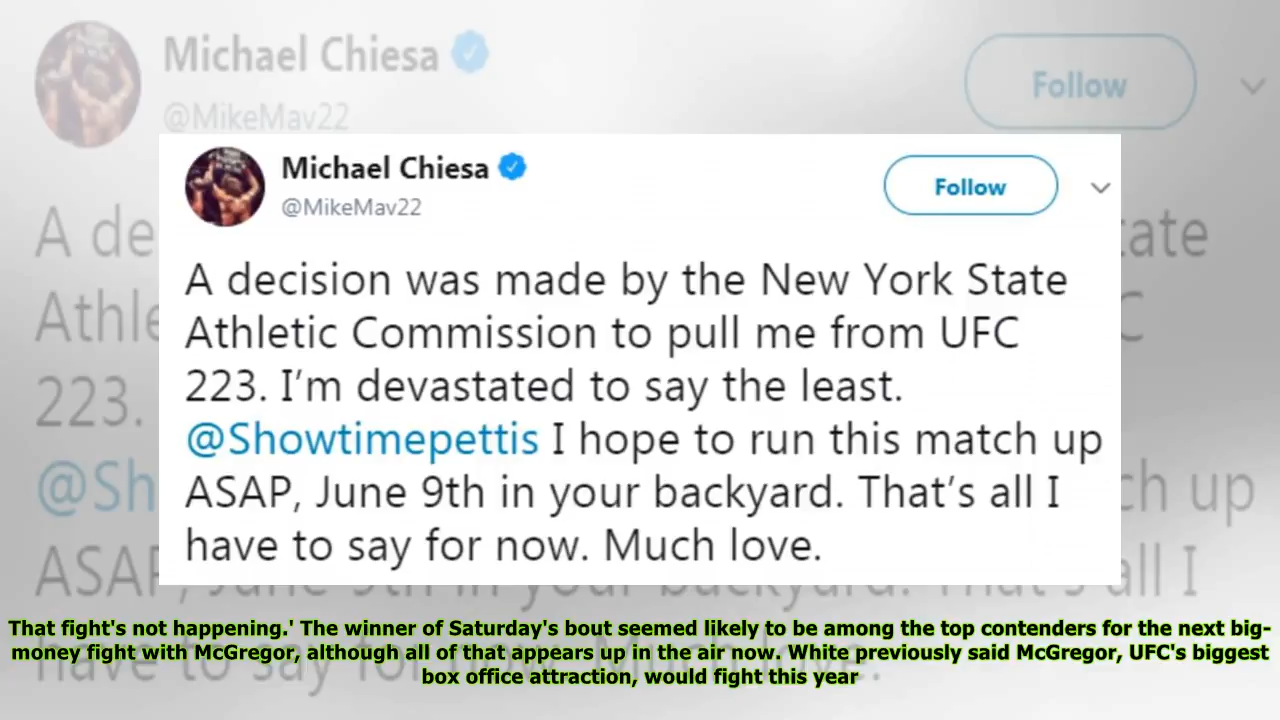 Michael Chiesa
@MikeMav22
Follow
Michael Chiesa
@MikeMav22
Follow
A decision was made by the New York State
Athletic Commission to pull me from UFC
223. I’m devastated to say the least.
@Showtimepettis I hope to run this match up
ASAP, June 9th in your backyard. That’s all I
have to say for now. Much love.
That fight's not happening.' The winner of Saturday's bout seemed likely to be among the top contenders for the next big-
money fight with McGregor, although all of that appears up in the air now. White previously said McGregor, UFC's biggest
box office attraction, would fight this year